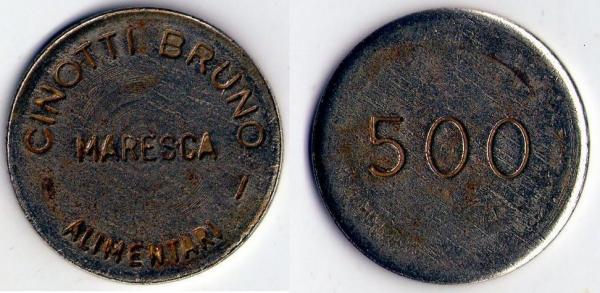 CINOTTI BRUNO
MARESCA
ALIMENTARI
500